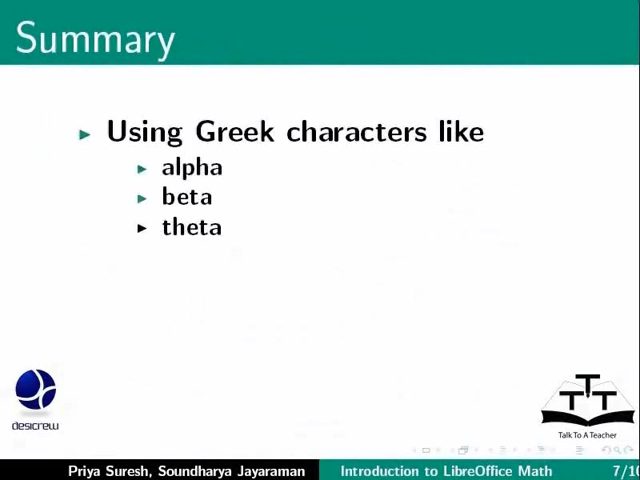 Summary
Using Greek characters like
alpha
beta
theta
desicrew
TTT
Talk To A Teacher
Priya Suresh, Soundharya Jayaraman
Introduction to LibreOffice Math
7/10